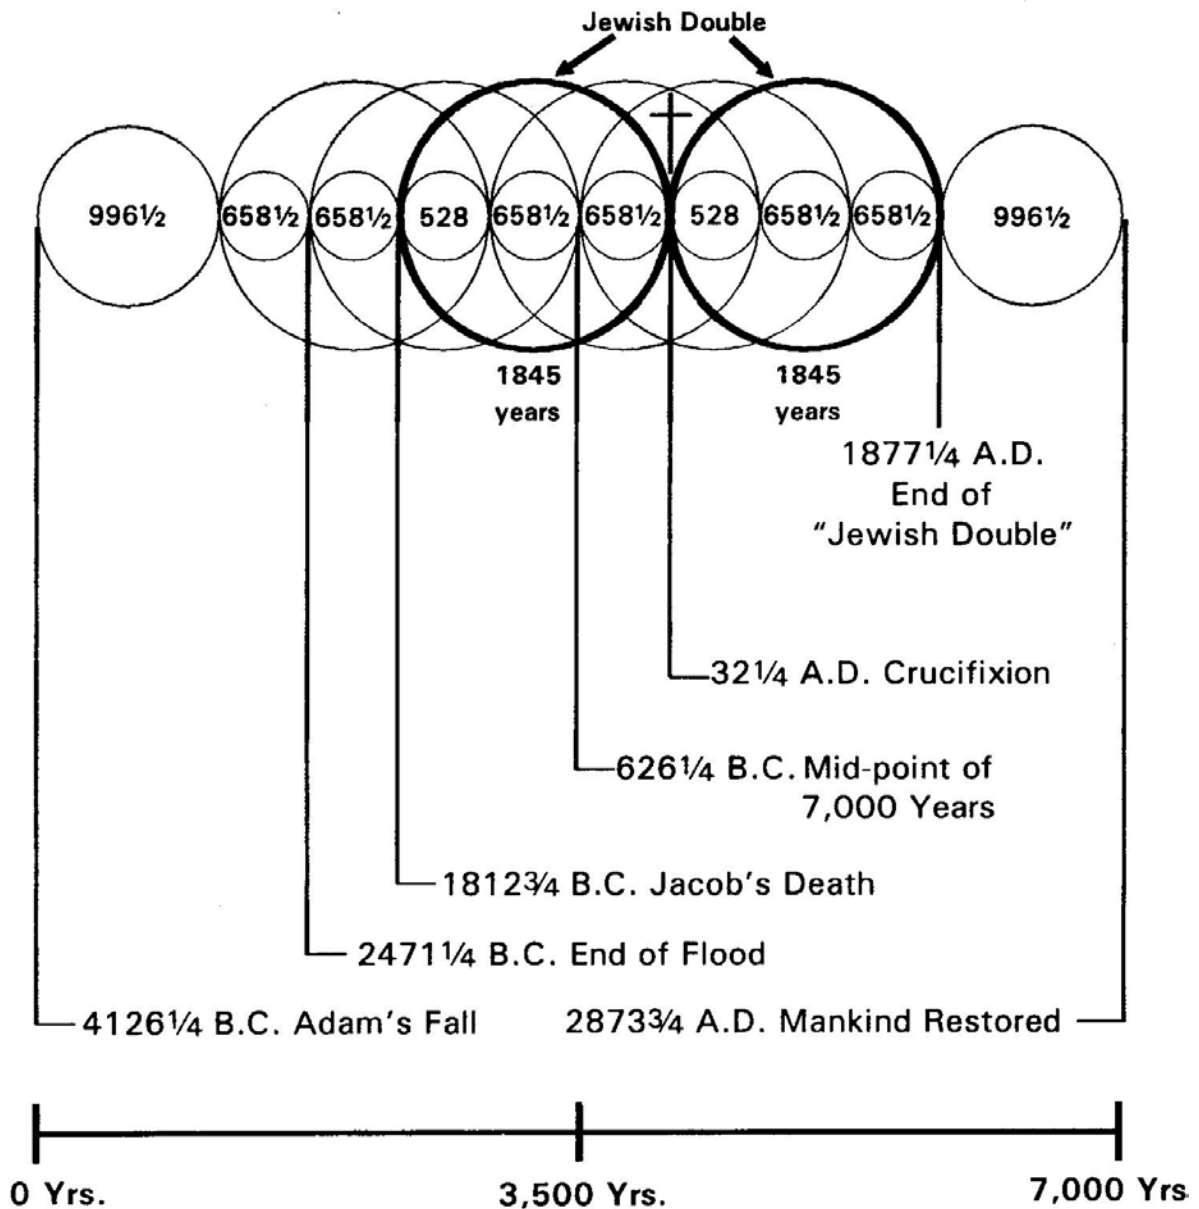 Jewish Double
996½ 658½ 658½ 528 658½ 658½ 528 658½ 658½ 996½
1845 1845
years years
1877¼ A.D.
End of
“Jewish Double”
32¼ A.D. Crucifixion
626¼ B.C. Mid-point of
7,000 Years
1812¾ B.C. Jacob's Death
2471¼ B.C. End of Flood
4126¼ B.C. Adam's Fall 2873¾ A.D. Mankind Restored
0 Yrs. 3,500 Yrs. 7,000 Yrs